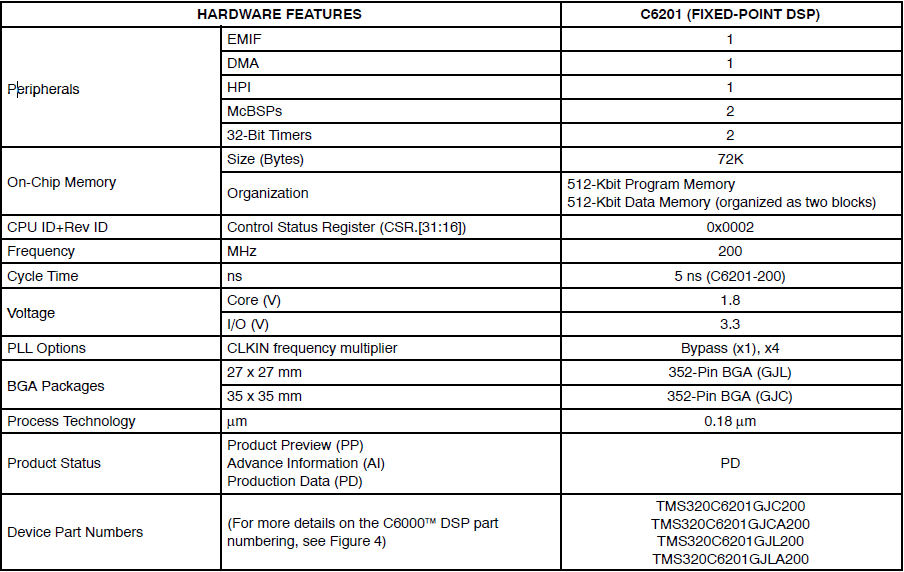 HARDWARE FEATURES C6201 (FIXED-POINT DSP)
Peripherals
EMIF 1
DMA 1
HPI 1
McBSPs 2
32-Bit Timers 2
On-Chip Memory
Size (Bytes) 72K
Organization
512-Kbit Program Memory
512-Kbit Data Memory (organized as two blocks)
CPU ID+Rev ID Control Status Register (CSR.[31:16]) 0x0002
Frequency MHz 200
Cycle Time ns 5 ns (C6201-200)
Voltage
Core (V) 1.8
I/O (V) 3.3
PLL Options CLKIN frequency multiplier Bypass (x1), x4
BGA Packages
27 x 27 mm 352-Pin BGA (GJL)
35 x 35 mm 352-Pin BGA (GJC)
Process Technology μm 0.18 μm
Product Status
Product Preview (PP)
Advance Information (AI)
Production Data (PD)
PD
Device Part Numbers
(For more details on the C6000™ DSP part
numbering, see Figure 4)
TMS320C6201GJC200
TMS320C6201GJCA200
TMS320C6201GJL200
TMS320C6201GJLA200